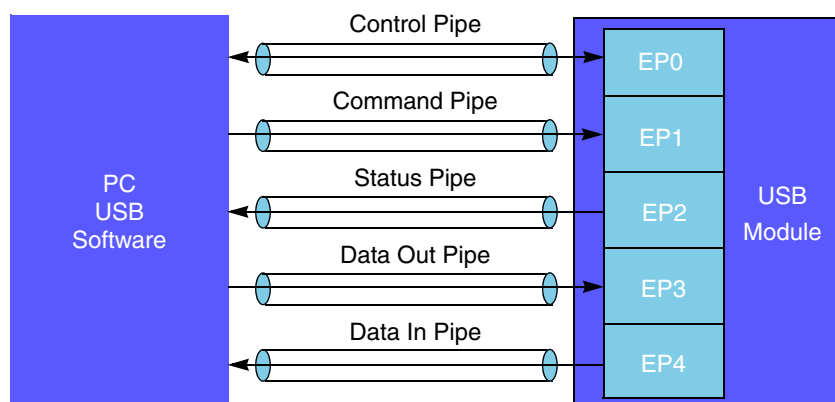 Control Pipe
EP0
Command Pipe
EP1
PC
USB
Software
Status Pipe
EP2
USB
Module
Data Out Pipe
EP3
Data In Pipe
EP4